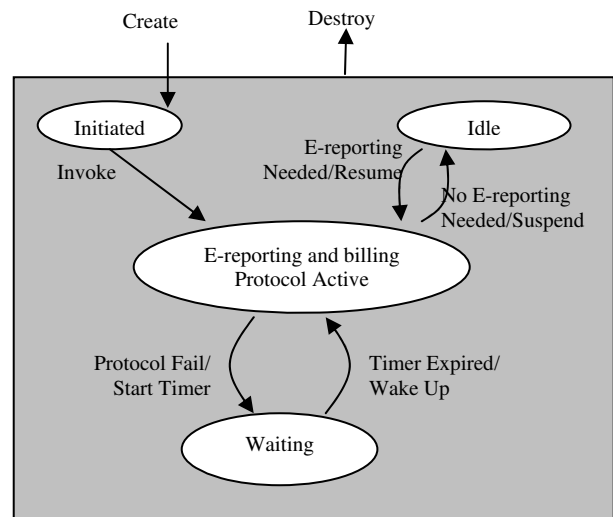 Create
Destroy
Initiated
Idle
Invoke
E-reporting
Needed/Resume
No E-reporting
Needed/Suspend
E-reporting and billing
Protocol Active
Protocol Fail/
Start Timer
Timer Expired/
Wake Up
Waiting